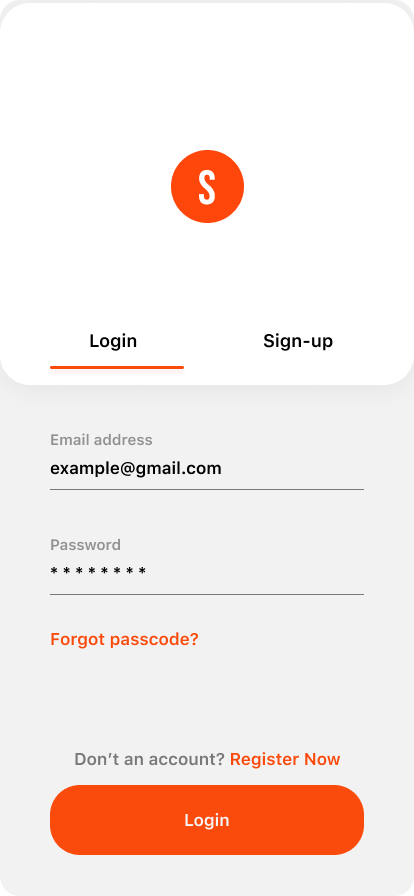 S
Login Sign-up
Email address
example@gmail.com
Password
* * * * * * * *
Forgot passcode?
Don’t an account? Register Now
Login